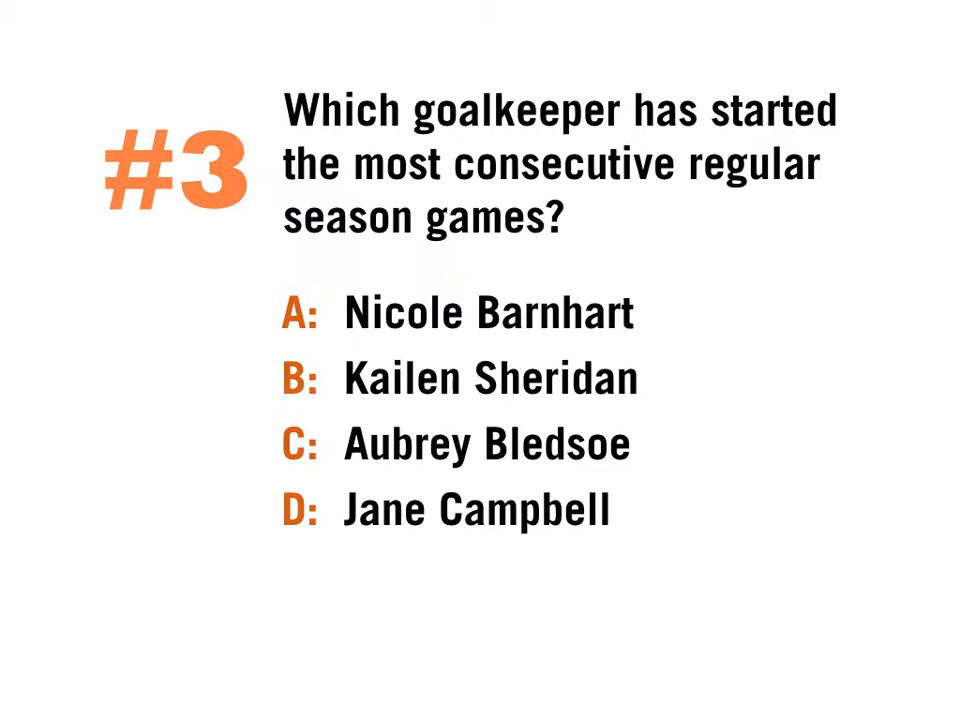 #3
Which goalkeeper has started
the most consecutive regular
season games?
A: Nicole Barnhart
B: Kailen Sheridan
C: Aubrey Bledsoe
D: Jane Campbell